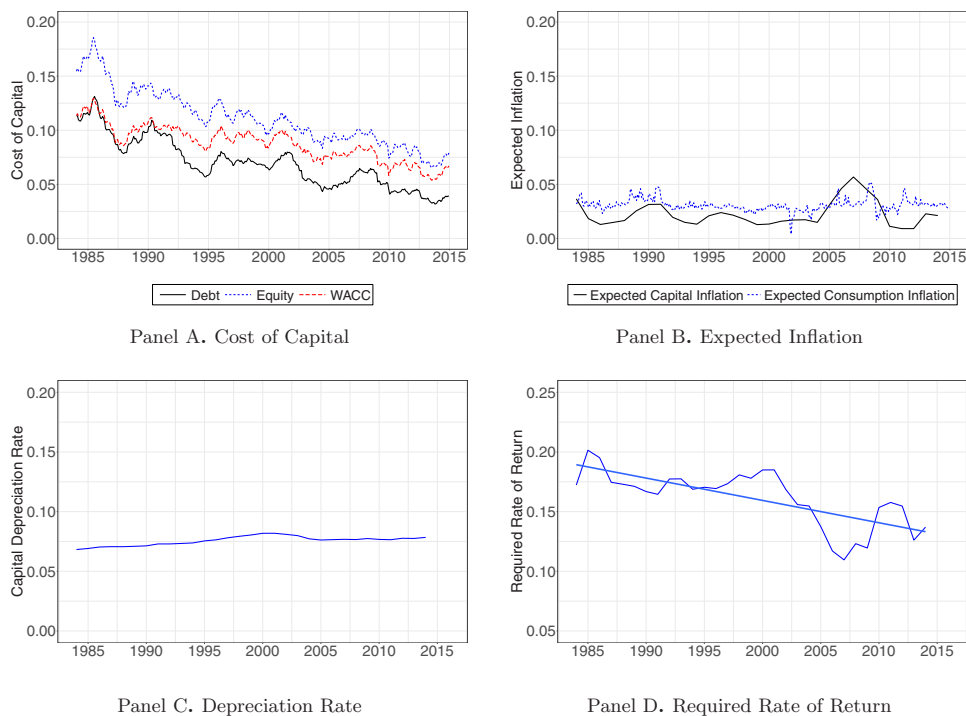 0.20
0.15
0.10
0.05
0.00
Cost of Capital
1985 1990 1995 2000 2005 2010 2015
Debt Equity WACC
Panel A. Cost of Capital
0.20
0.15
0.10
0.05
0.00
Expected Inflation
1985 1990 1995 2000 2005 2010 2015
Expected Capital Inflation Expected Consumption Inflation
Panel B. Expected Inflation
0.20
0.15
0.10
0.05
0.00
Capital Depreciation Rate
1985 1990 1995 2000 2005 2010 2015
Panel C. Depreciation Rate
0.25
0.20
0.15
0.10
0.05
Required Rate of Return
1985 1990 1995 2000 2005 2010 2015
Panel D. Required Rate of Return